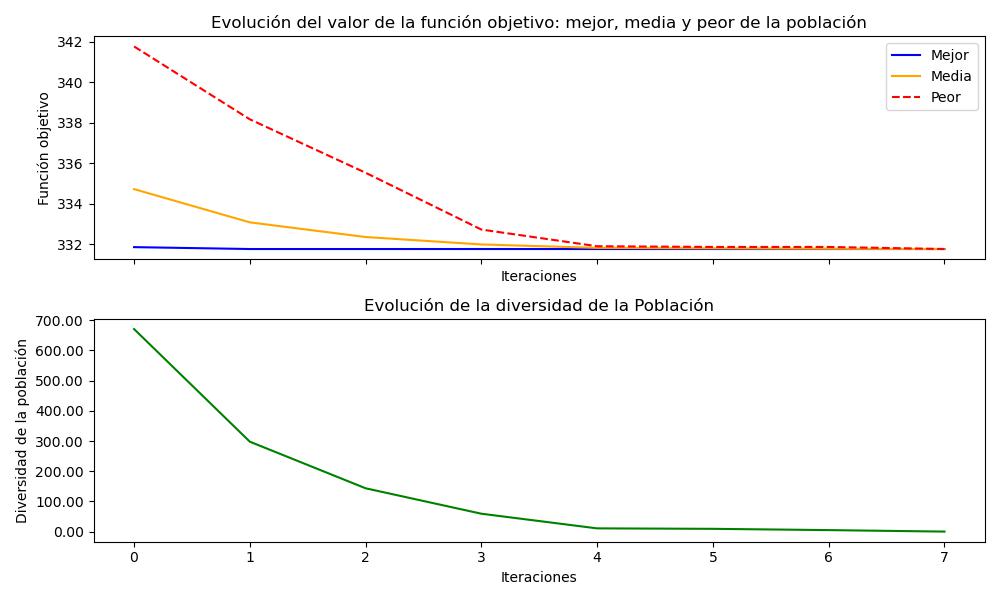 Evolución del valor de la función objetivo: mejor, media y peor de la población
342
340
338
336
334
332
Función objetivo
Mejor
Media
Peor
Iteraciones
Evolución de la diversidad de la Población
700.00
600.00
500.00
400.00
300.00
200.00
100.00
0.00
Diversidad de la población
0 1 2 3 4 5 6 7
Iteraciones